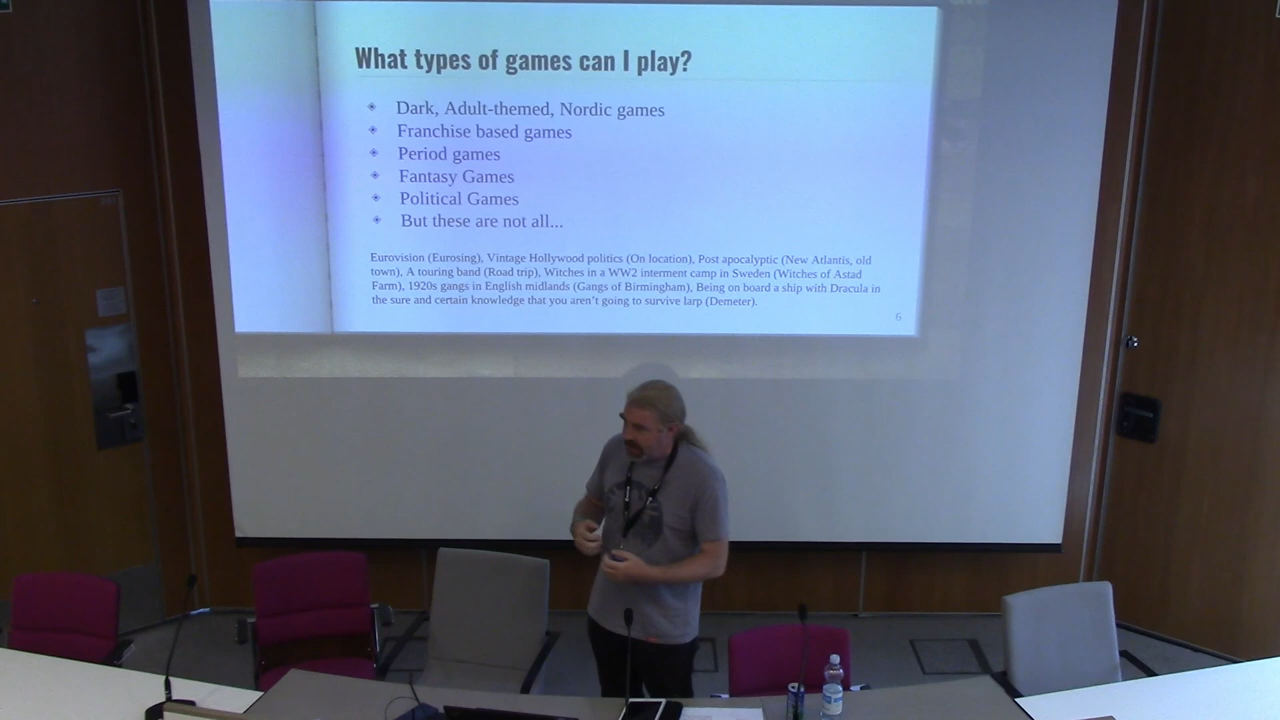 What types of games can I play?
Dark, Adult-themed, Nordic games
Franchise based games
Period games
Fantasy Games
Political Games
But these are not all...
Eurovision (Eurosing), Vintage Hollywood politics (On location), Post apocalyptic (New Atlantis, old
town), A touring band (Road trip), Witches in a WW2 interment camp in Sweden (Witches of Astad
Farm), 1920s gangs in English midlands (Gangs of Birmingham), Being on board a ship with Dracula in
the sure and certain knowledge that you aren't going to survive larp (Demeter).
6